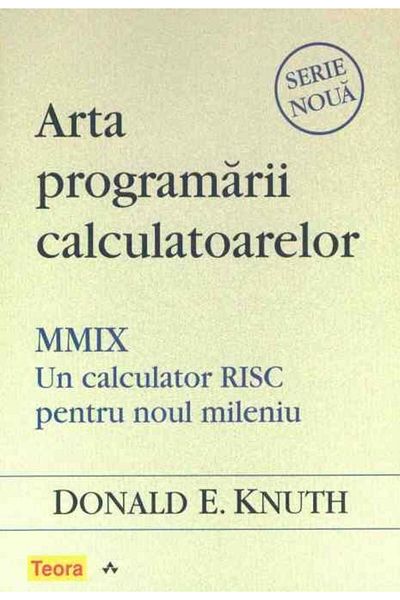 SERIE
NOUĂ
Arta
programării
calculatoarelor
MMIX
Un calculator RISC
pentru noul mileniu
DONALD E. KNUTH
Teora